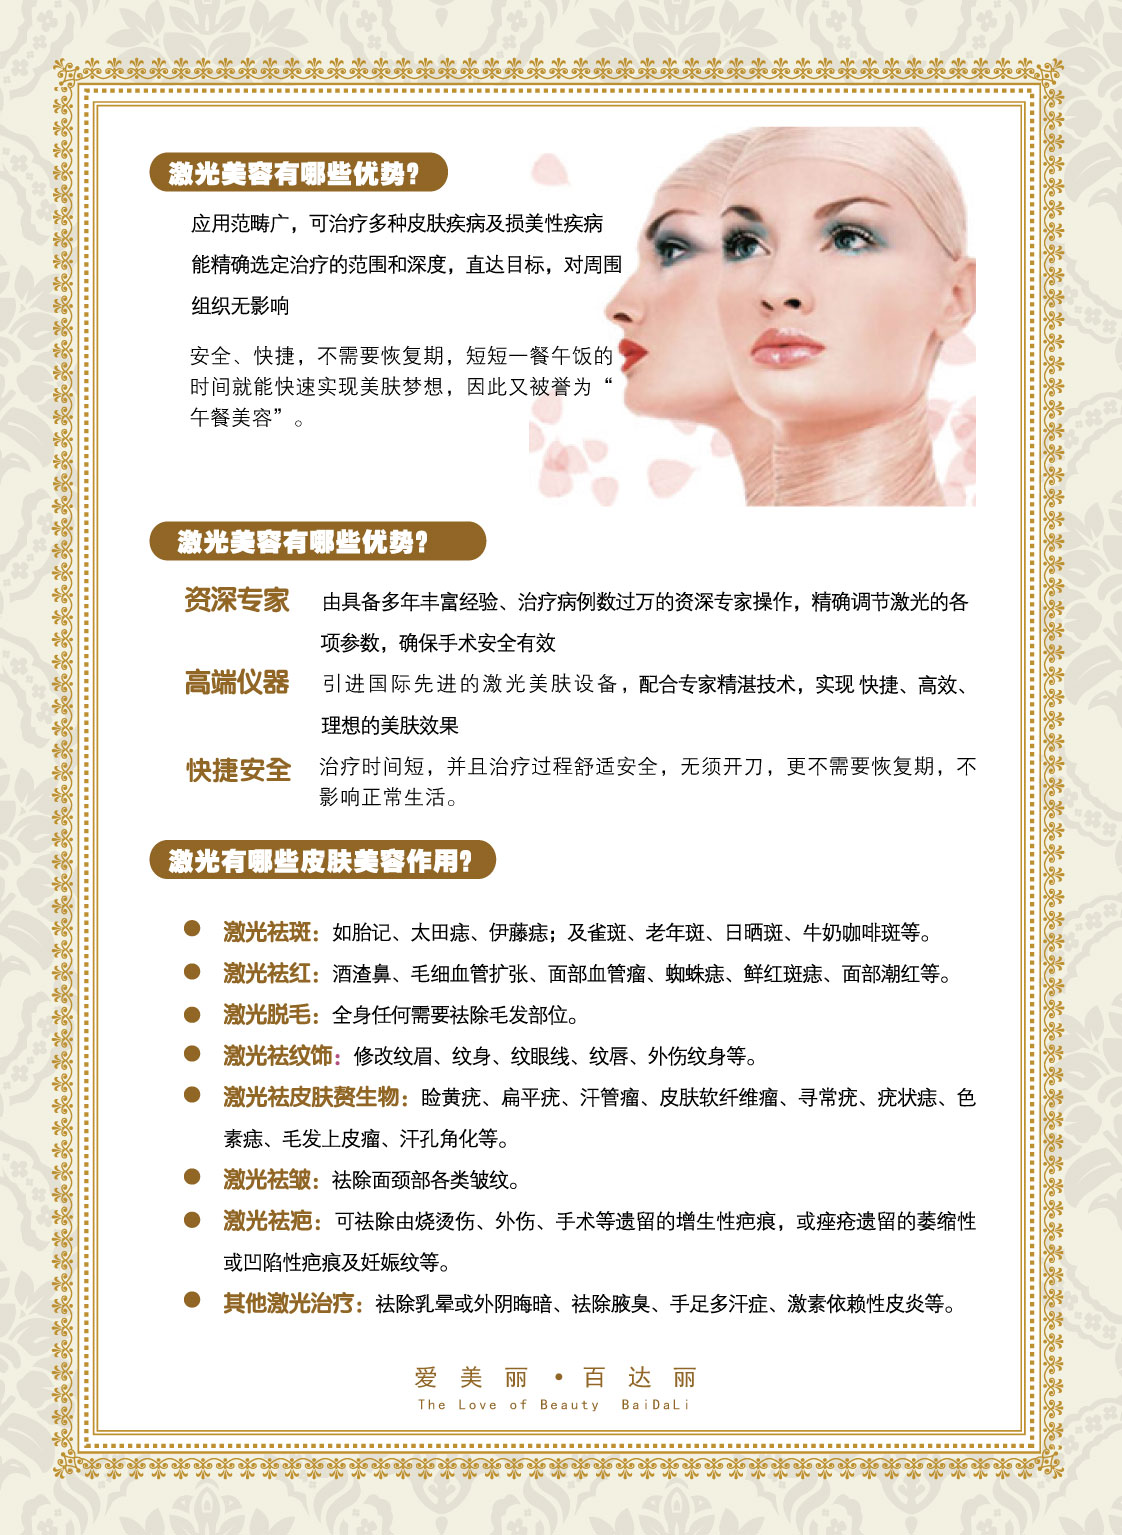 激光美容有哪些优势?
应用范畴广，可治疗多种皮肤疾病及损美性疾病
能精确选定治疗的范围和深度，直达目标，对周围
组织无影响
安全、快捷，不需要恢复期，短短一餐午饭的
时间就能快速实现美肤梦想，因此又被誉为“
午餐美容”。
激光美容有哪些优势?
资深专家 由具备多年丰富经验、治疗病例数过万的资深专家操作，精确调节激光的各
项参数，确保手术安全有效
高端仪器 引进国际先进的激光美肤设备，配合专家精湛技术，实现 快捷、高效、
理想的美肤效果
快捷安全 治疗时间短，并且治疗过程舒适安全，无须开刀，更不需要恢复期，不
影响正常生活。
激光有哪些皮肤美容作用?
● 激光祛斑：如胎记、太田痣、伊藤痣；及雀斑、老年斑、日晒斑、牛奶咖啡斑等。
● 激光祛红：酒渣鼻、毛细血管扩张、面部血管瘤、蜘蛛痣、鲜红斑痣、面部潮红等。
● 激光脱毛：全身任何需要祛除毛发部位。
● 激光祛纹饰：修改纹眉、纹身、纹眼线、纹唇、外伤纹身等。
● 激光祛皮肤赘生物：睑黄疣、扁平疣、汗管瘤、皮肤软纤维瘤、寻常疣、疣状痣、色
素痣、毛发上皮瘤、汗孔角化等。
● 激光祛皱：祛除面颈部各类皱纹。
● 激光祛疤：可祛除由烧烫伤、外伤、手术等遗留的增生性疤痕，或痤疮遗留的萎缩性
或凹陷性疤痕及妊娠纹等。
● 其他激光治疗：祛除乳晕或外阴晦暗、祛除腋臭、手足多汗症、激素依赖性皮炎等。
爱美丽·百达丽
The Love of Beauty BaiDaLi